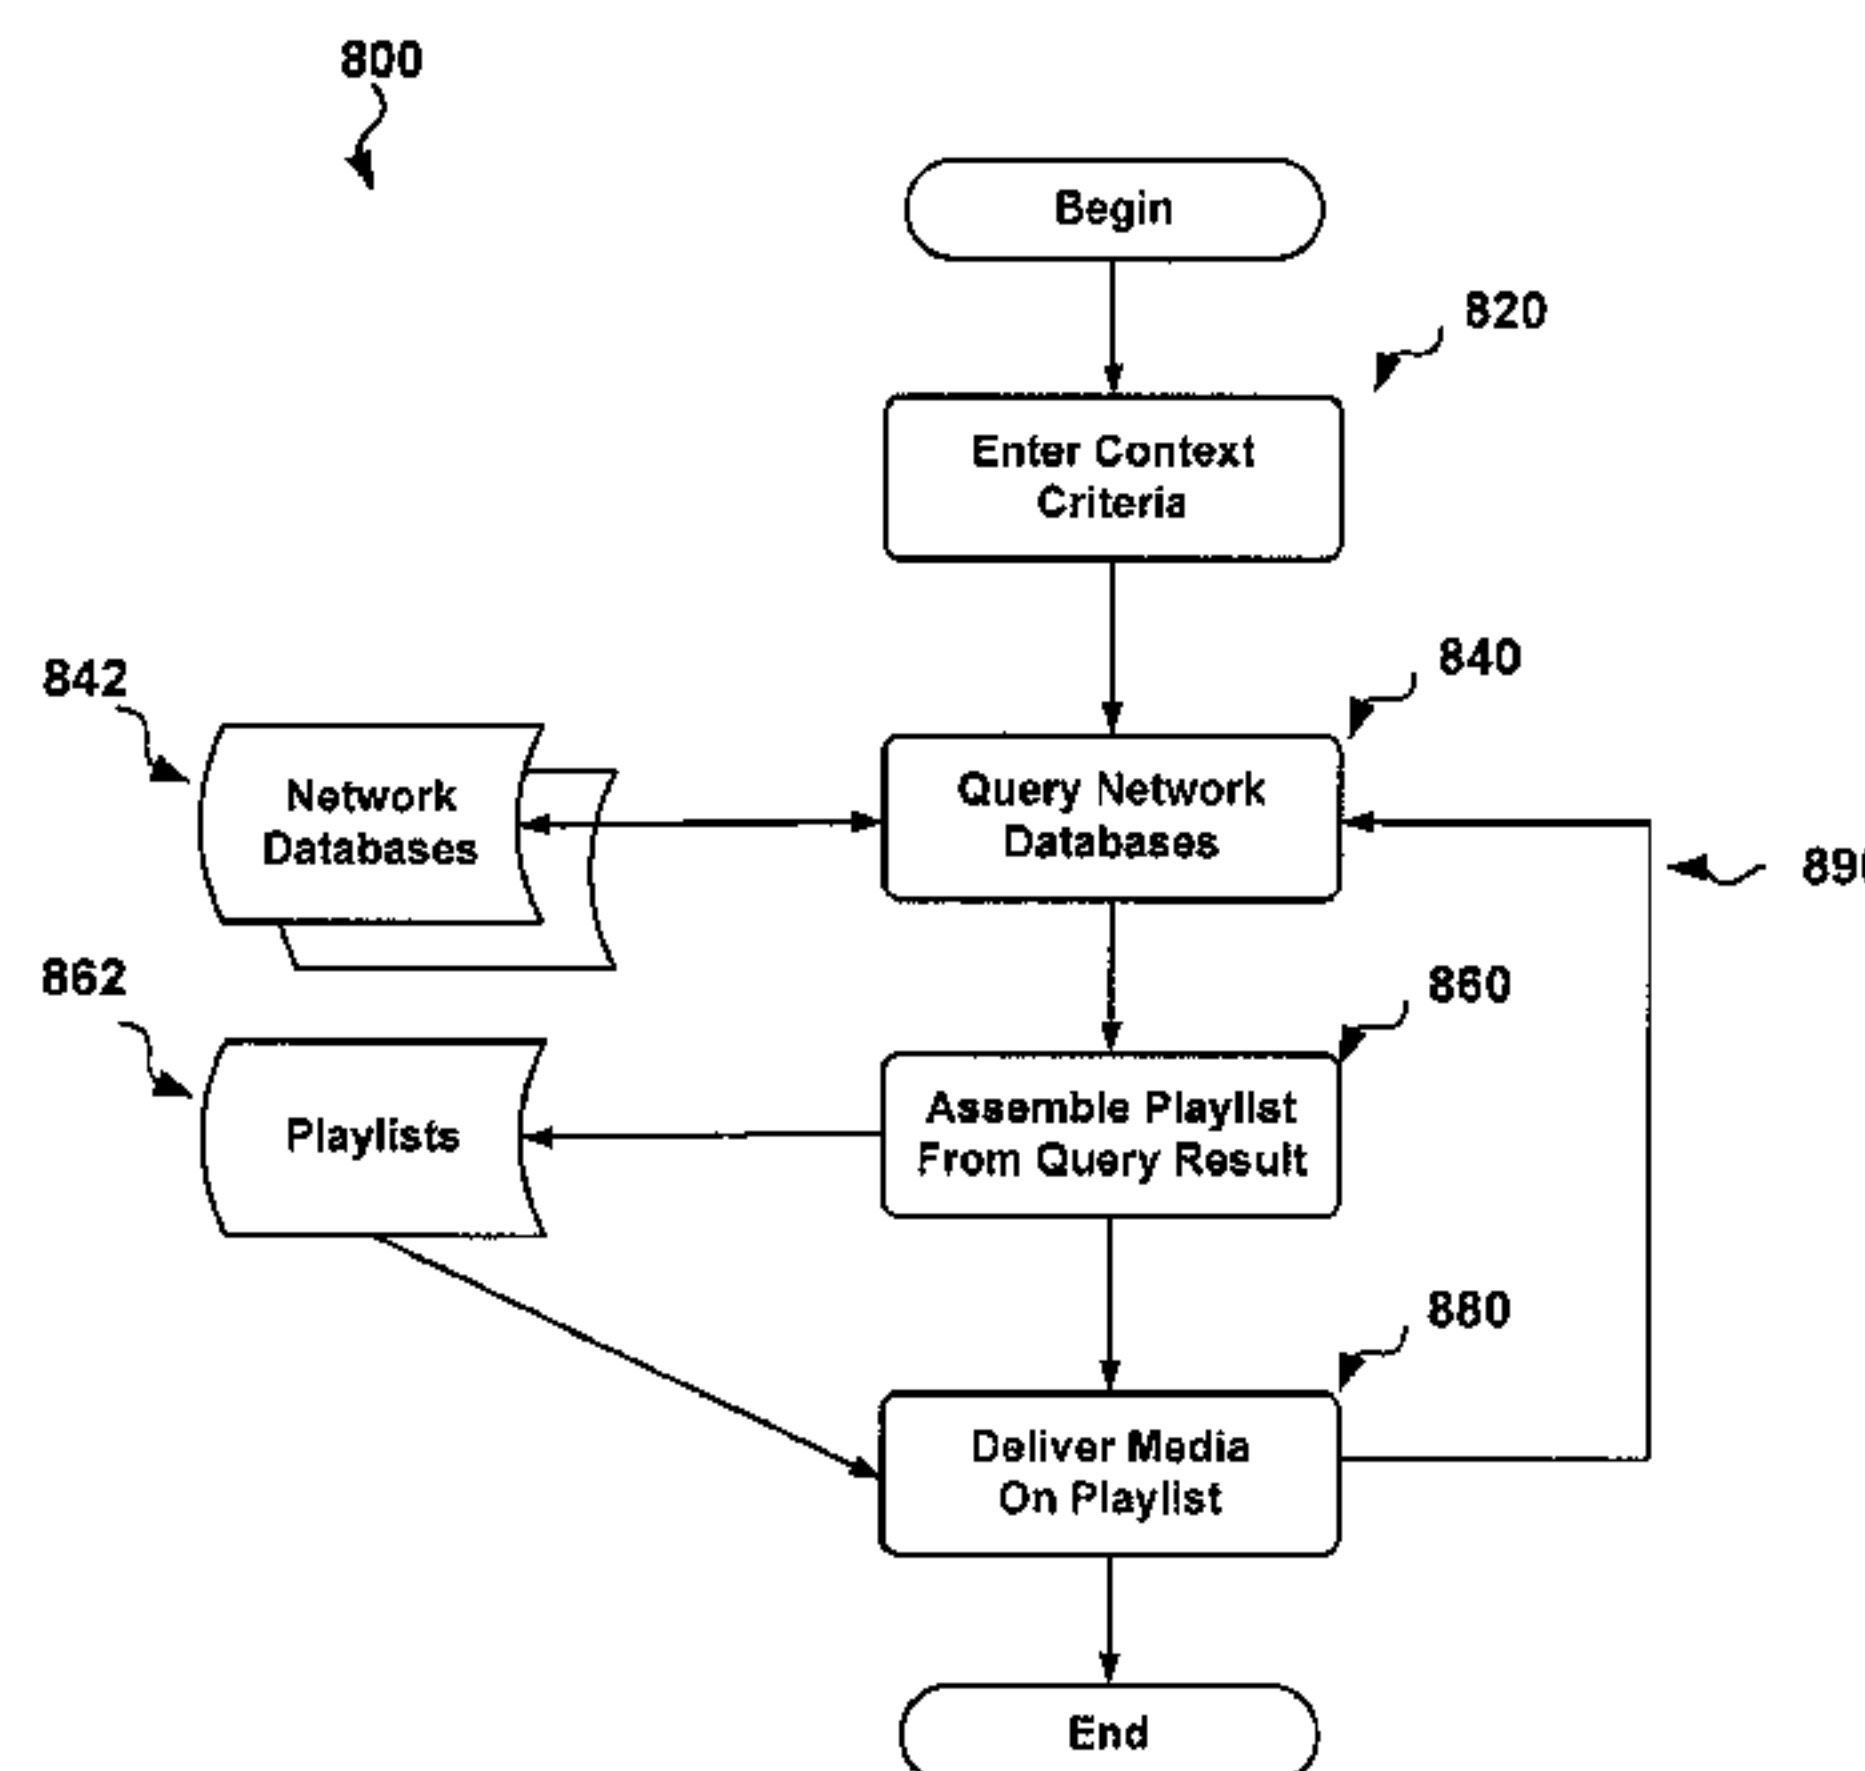 800
Begin
820
Enter Context
Criteria
840
842
Network
Databases
Query Network
Databases
862
860
Playlists
Assemble Playlist
From Query Result
880
Deliver Media
On Playlist
End